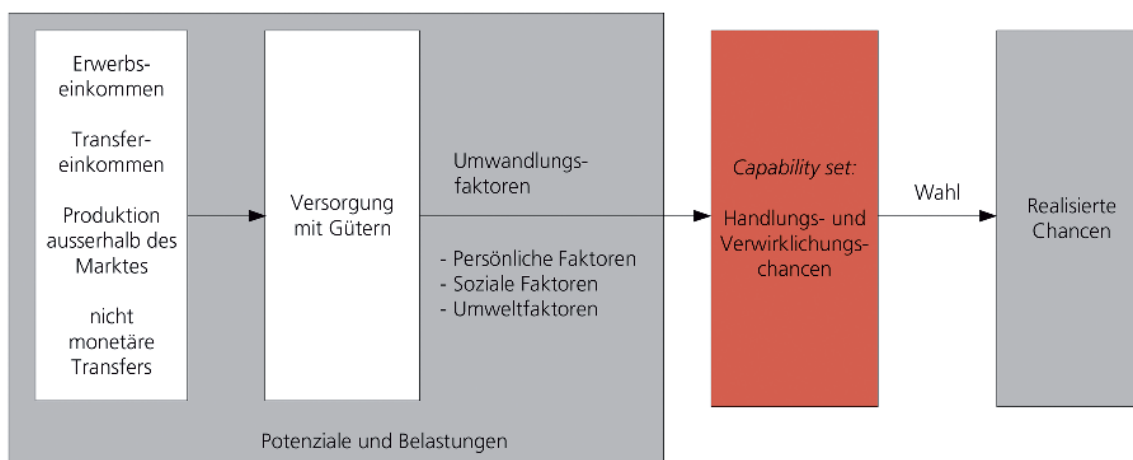 Erwerbs-
einkommen
Transfer-
einkommen
Produktion
ausserhalb des
Marktes
nicht
monetäre
Transfers
Versorgung
mit Gütern
Umwandlungs-
faktoren
- Persönliche Faktoren
- Soziale Faktoren
- Umweltfaktoren
Potenziale und Belastungen
Capability set:
Handlungs- und
Verwirklichungs-
chancen
Wahl
Realisierte
Chancen